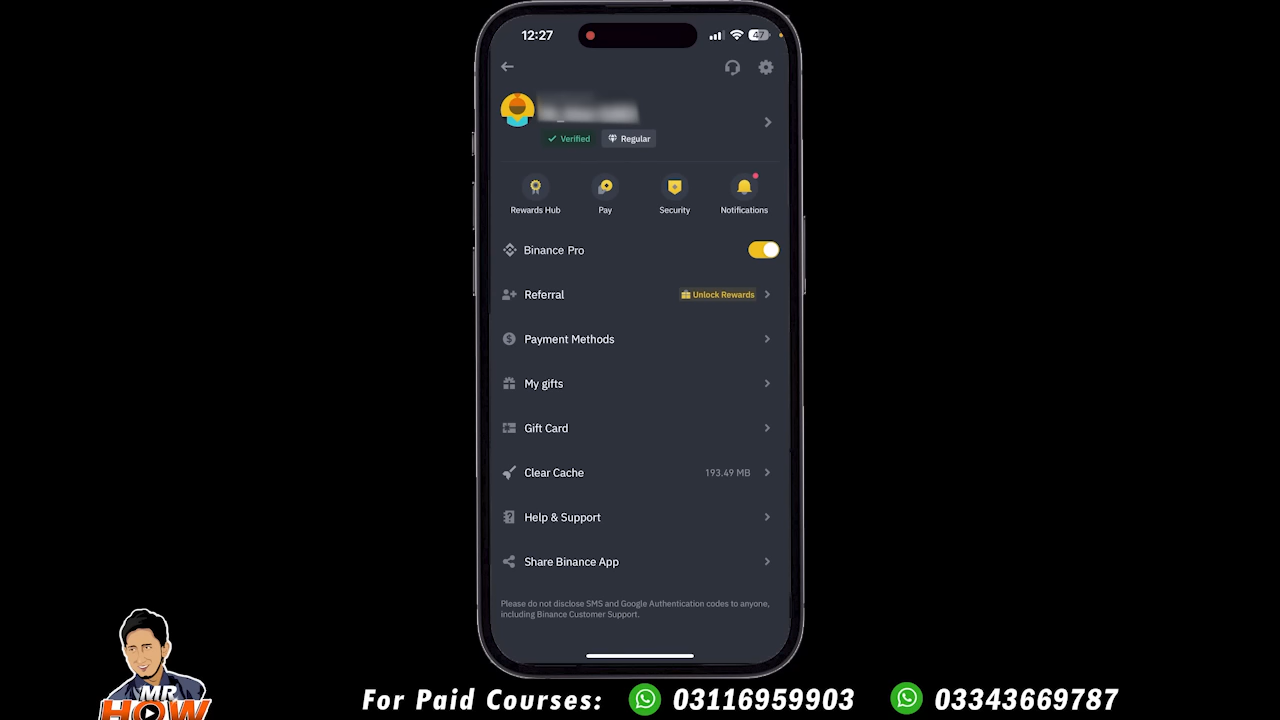 12:27
47
Verified
Regular
Rewards Hub
Pay
Security
Notifications
Binance Pro
Referral
Unlock Rewards
Payment Methods
My gifts
Gift Card
Clear Cache
193.49 MB
Help & Support
Share Binance App
Please do not disclose SMS and Google Authentication codes to anyone,
including Binance Customer Support.
MR
HOW
For Paid Courses: 03116959903 03343669787